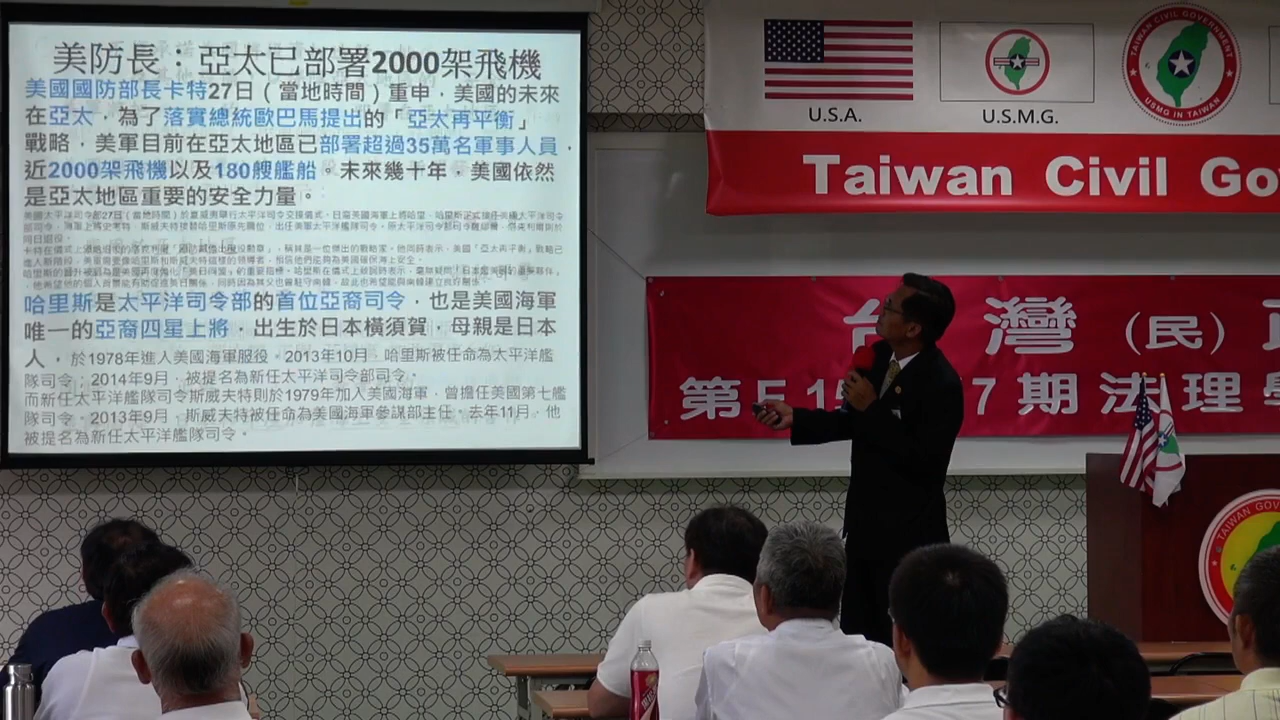 美防長：亞太已部署2000架飛機
美國國防部長卡特27日（當地時間）重申，美國的未來
在亞太，為了落實總統歐巴馬提出的「亞太再平衡」
戰略，美軍目前在亞太地區已部署超過35萬名軍事人員，
近2000架飛機以及180艘艦船。未來幾十年，美國依然
是亞太地區重要的安全力量。
哈里斯是太平洋司令部的首位亞裔司令，也是美國海軍
唯一的亞裔四星上將，出生於日本橫須賀，母親是日本
人，於1978年進入美國海軍服役。2013年10月，哈里斯被任命為太平洋艦
隊司令；2014年9月，被提名為新任太平洋司令部司令。
而新任太平洋艦隊司令斯威夫特則於1979年加入美國海軍，曾擔任美國第七艦
隊司令。2013年9月，斯威夫特被任命為美國海軍參謀部主任。去年11月，他
被提名為新任太平洋艦隊司令。
U.S.A.
U.S.M.G.
TAIWAN CIVIL GOVERNMENT
USMG IN TAIWAN
Taiwan Civil Go
台灣（民）
第 7期法理學
TAIWAN GOV